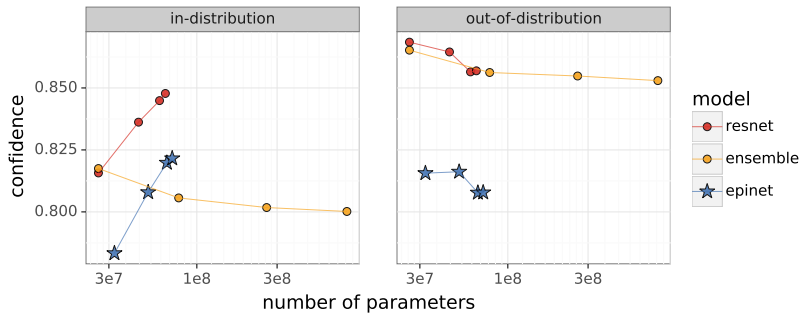 in-distribution
out-of-distribution
confidence
0.850
0.825
0.800
3e7
1e8
3e8
3e7
1e8
3e8
number of parameters
model
resnet
ensemble
epinet